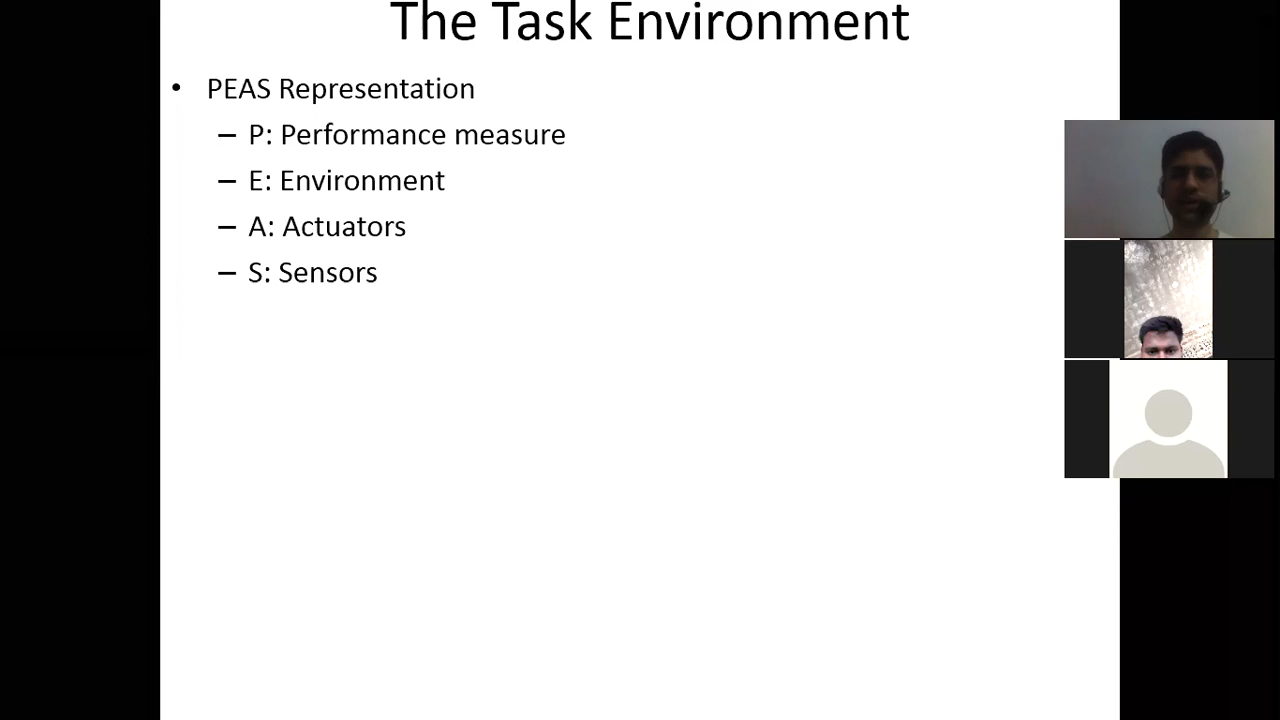 The Task Environment
• PEAS Representation
– P: Performance measure
– E: Environment
– A: Actuators
– S: Sensors